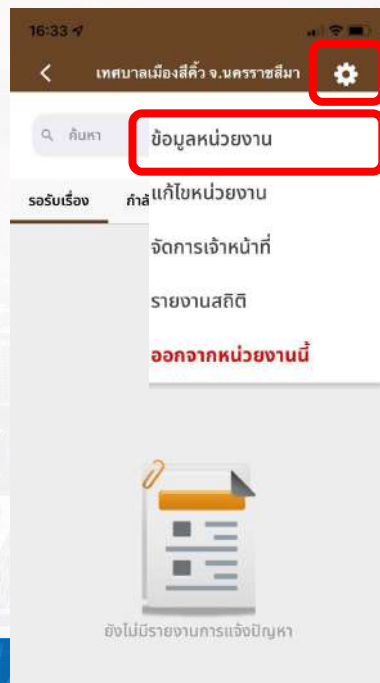 16:33
เทศบาลเมืองสีคิ้ว จ.นครราชสีมา
ค้นหา
ข้อมูลหน่วยงาน
รอรับเรื่อง กำลั
แก้ไขหน่วยงาน
จัดการเจ้าหน้าที่
รายงานสถิติ
ออกจากหน่วยงานนี้
ยังไม่มีรายงานการแจ้งปัญหา